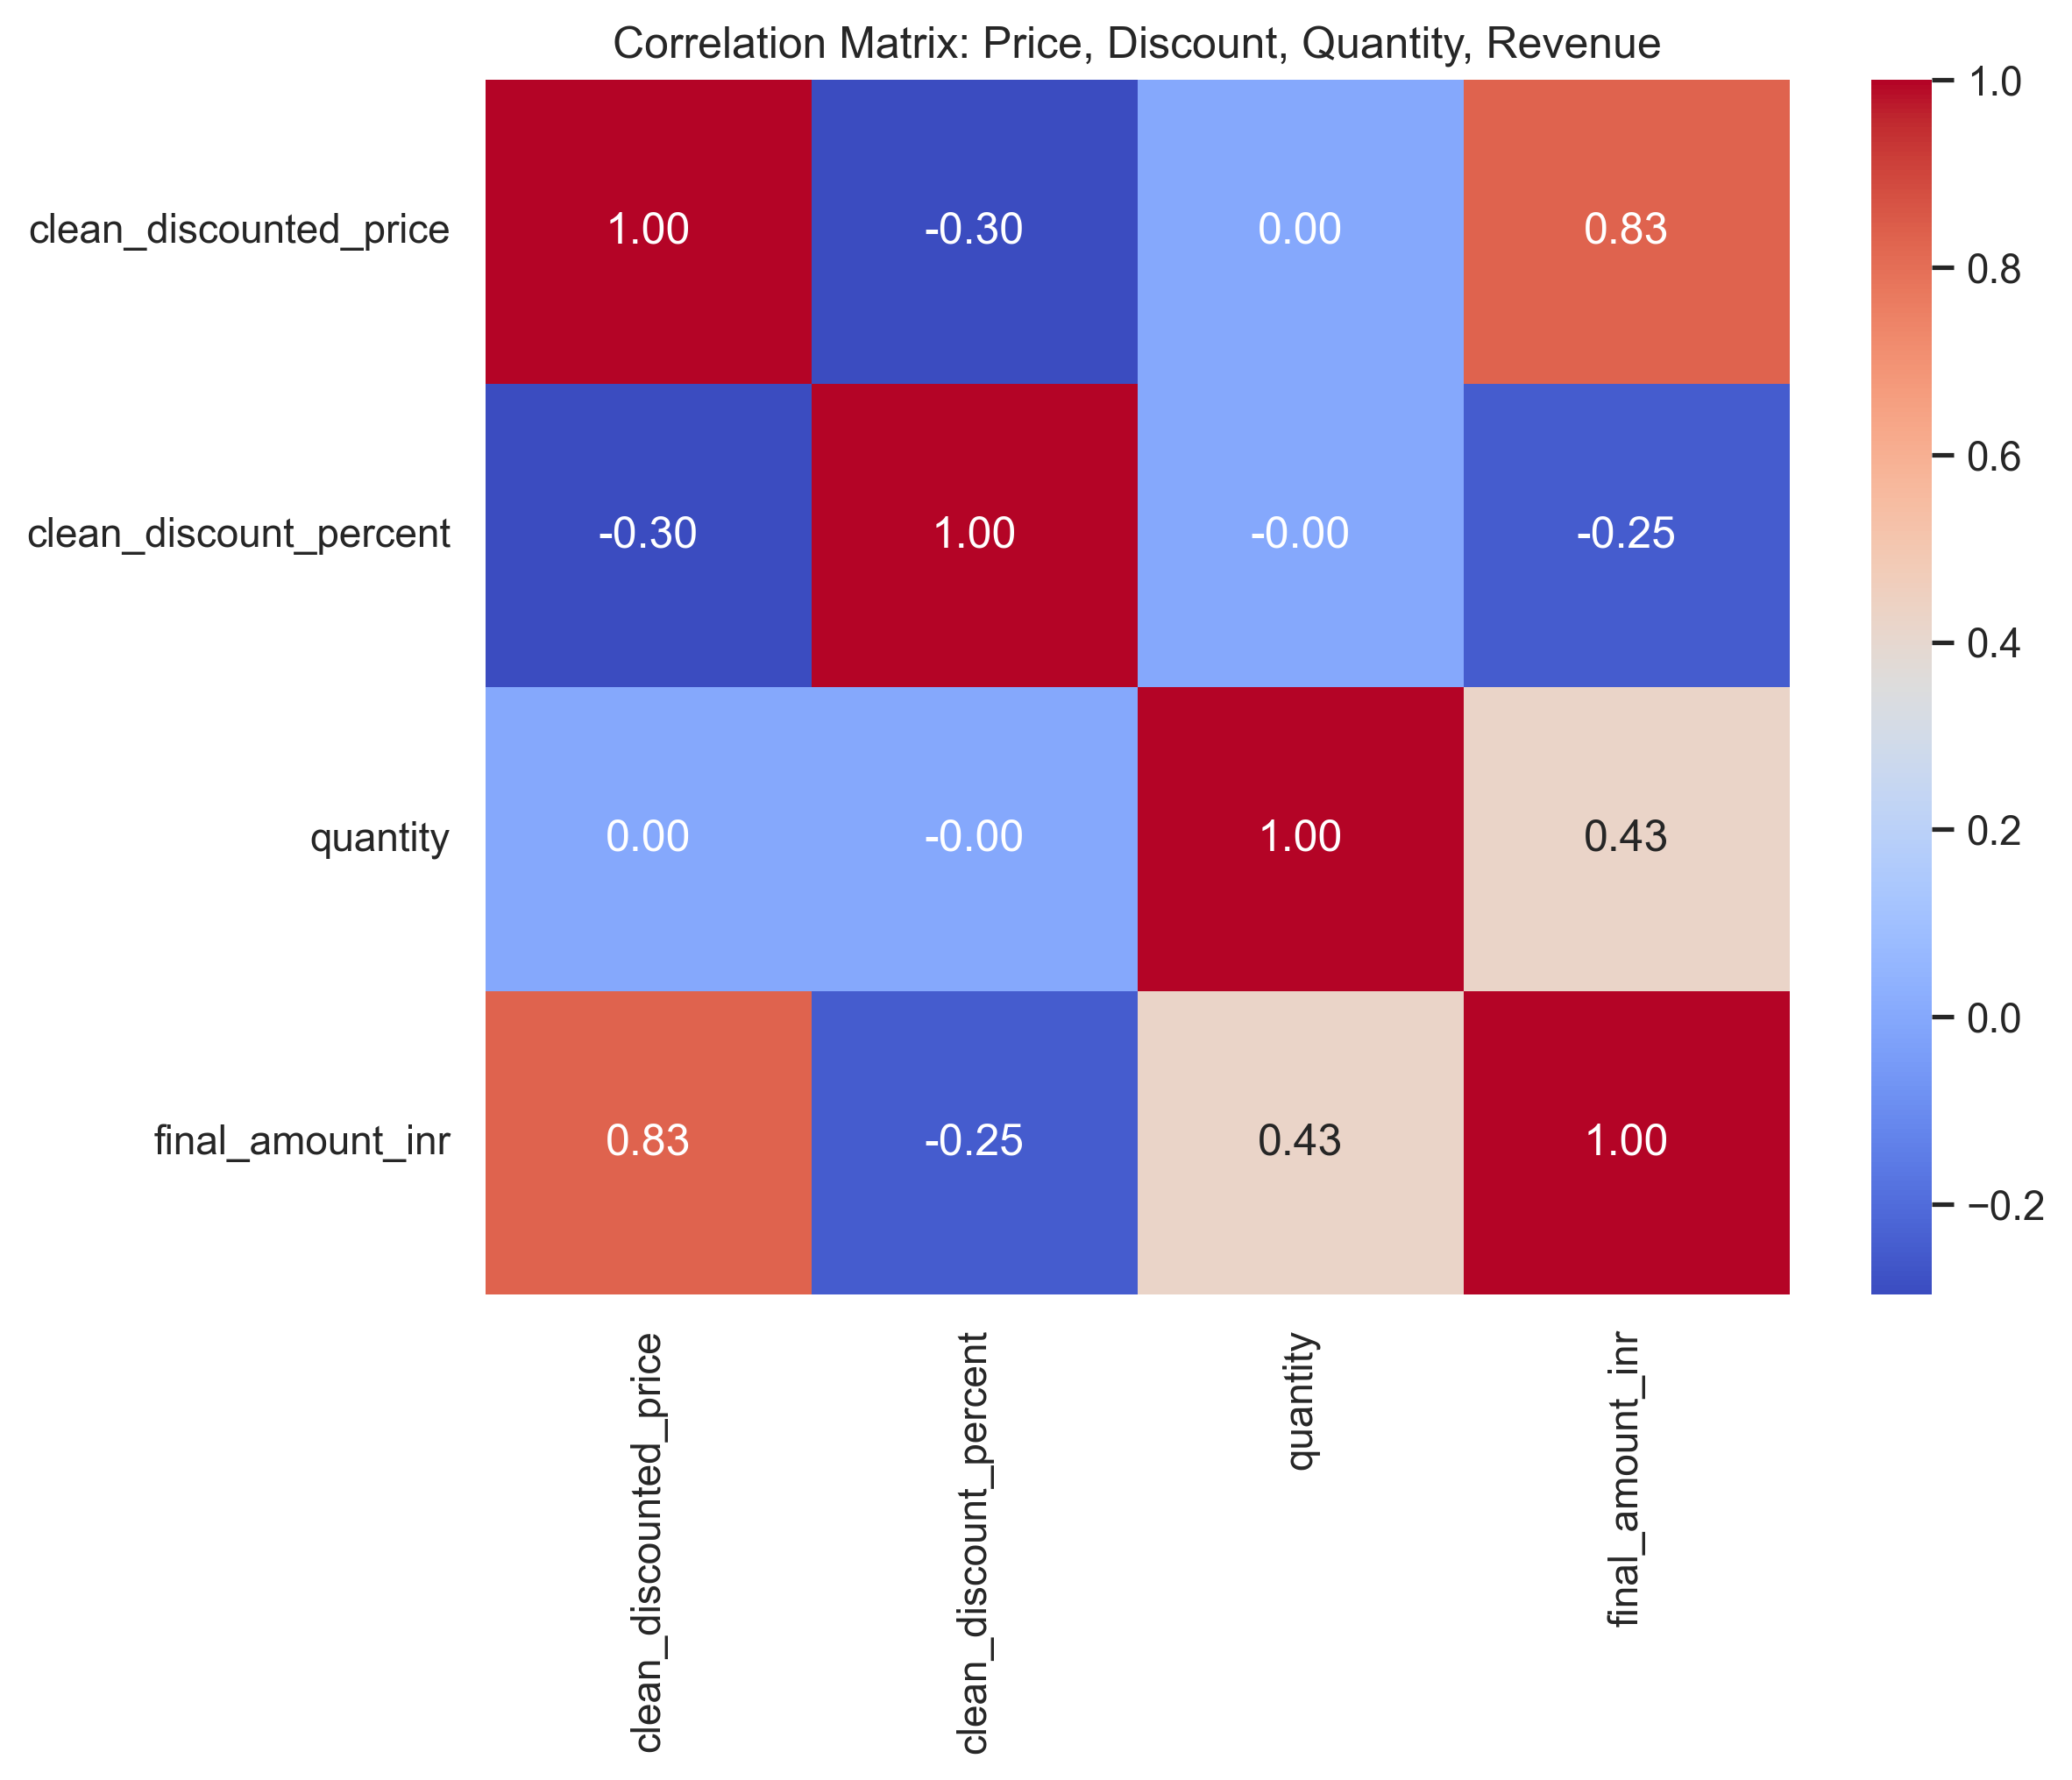 Correlation Matrix: Price, Discount, Quantity, Revenue
clean_discounted_price
1.00
-0.30
0.00
0.83
clean_discount_percent
-0.30
1.00
-0.00
-0.25
quantity
0.00
-0.00
1.00
0.43
final_amount_inr
0.83
-0.25
0.43
1.00
clean_discounted_price
clean_discount_percent
quantity
final_amount_inr
1.0
0.8
0.6
0.4
0.2
0.0
−0.2